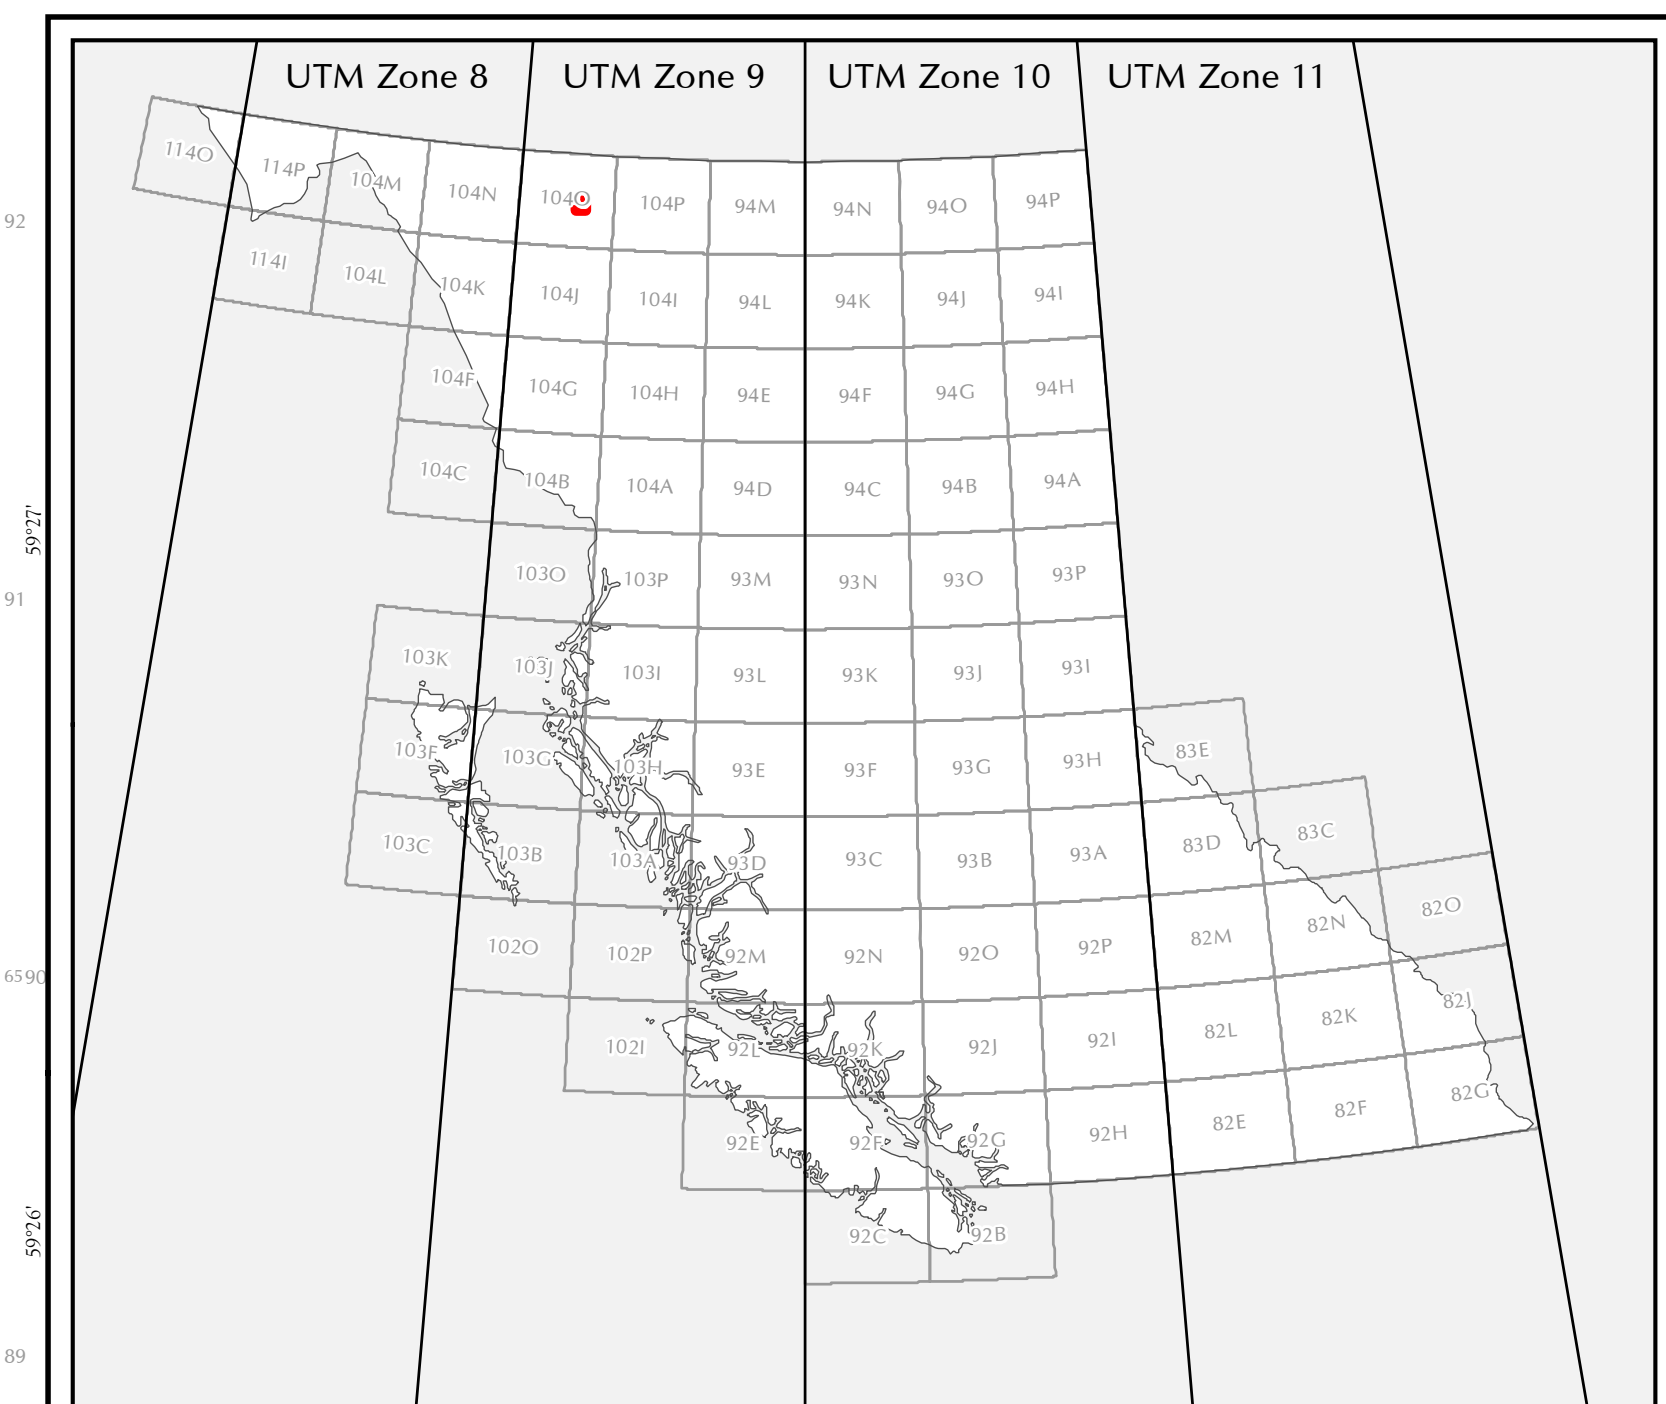 UTM Zone 8 UTM Zone 9 UTM Zone 10 UTM Zone 11
114O 114P 104M 104N 104O 104P 94M 94N 94O 94P
92
114I 104L 104K 104J 104I 94L 94K 94J 94I
104F 104G 104H 94E 94F 94G 94H
104C 104B 104A 94D 94C 94B 94A
59°27'
103O 103P 93M 93N 93O 93P
91
103K 103J 103I 93L 93K 93J 93I
103F 103G 103H 93E 93F 93G 93H 83E
103C 103B 103A 93D 93C 93B 93A 83D 83C
102O 102P 92M 92N 92O 92P 82M 82N 82O
6590
102I 92L 92K 92J 92I 82L 82K 82J
92E 92F 92G 92H 82E 82F 82G
59°26'
92C 92B
89